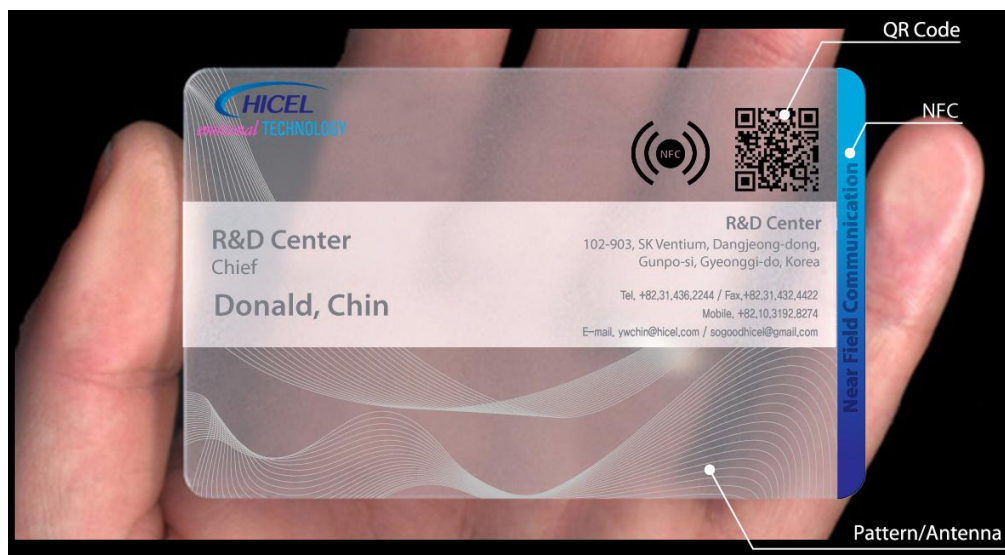 QR Code
HICEL
emotional TECHNOLOGY
NFC
NFC
R&D Center
Chief
Donald, Chin
R&D Center
102-903, SK Ventium, Dangjeong-dong,
Gunpo-si, Gyeonggi-do, Korea
Tel, +82,31,436,2244 / Fax,+82,31,432,4422
Mobile, +82,10,3192,8274
E-mail, ywchin@hicel.com / sogoodhicel@gmail.com
Near Field Communication
Pattern/Antenna